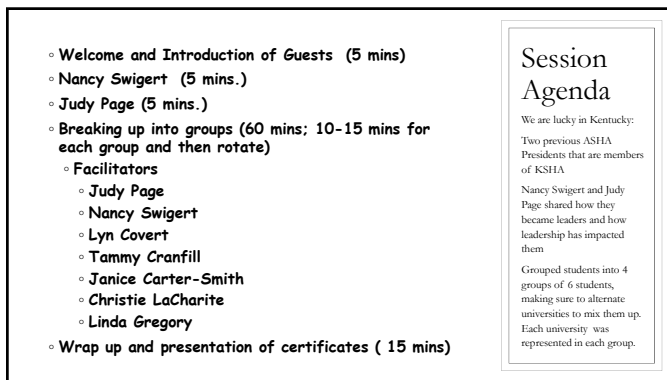 ◦ Welcome and Introduction of Guests (5 mins)
◦ Nancy Swigert (5 mins.)
◦ Judy Page (5 mins.)
◦ Breaking up into groups (60 mins; 10-15 mins for
each group and then rotate)
◦ Facilitators
◦ Judy Page
◦ Nancy Swigert
◦ Lyn Covert
◦ Tammy Cranfill
◦ Janice Carter-Smith
◦ Christie LaCharite
◦ Linda Gregory
◦ Wrap up and presentation of certificates ( 15 mins)
Session
Agenda
We are lucky in Kentucky:
Two previous ASHA
Presidents that are members
of KSHA
Nancy Swigert and Judy
Page shared how they
became leaders and how
leadership has impacted
them
Grouped students into 4
groups of 6 students,
making sure to alternate
universities to mix them up.
Each university was
represented in each group.